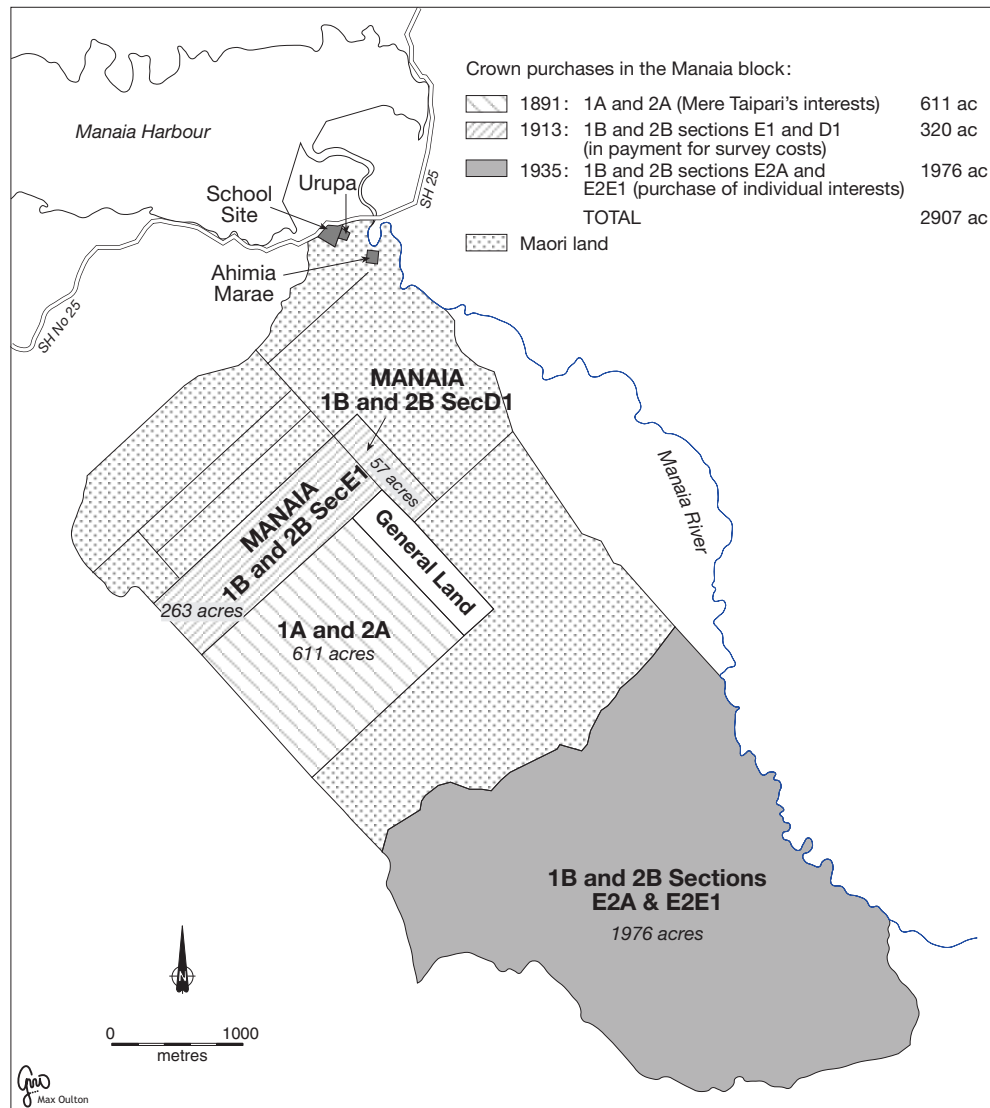 Crown purchases in the Manaia block:
1891: 1A and 2A (Mere Taipari's interests) 611 ac
1913: 1B and 2B sections E1 and D1 320 ac
(in payment for survey costs)
1935: 1B and 2B sections E2A and 1976 ac
E2E1 (purchase of individual interests)
TOTAL 2907 ac
Maori land
Manaia Harbour
SH 25
Urupa
School
Site
Ahimia
Marae
SH No 25
MANAIA
1B and 2B SecD1
57 acres
MANAIA
1B and 2B SecE1
263 acres
General Land
1A and 2A
611 acres
Manaia River
1B and 2B Sections
E2A & E2E1
1976 acres
N
0 1000
metres
Max Oulton